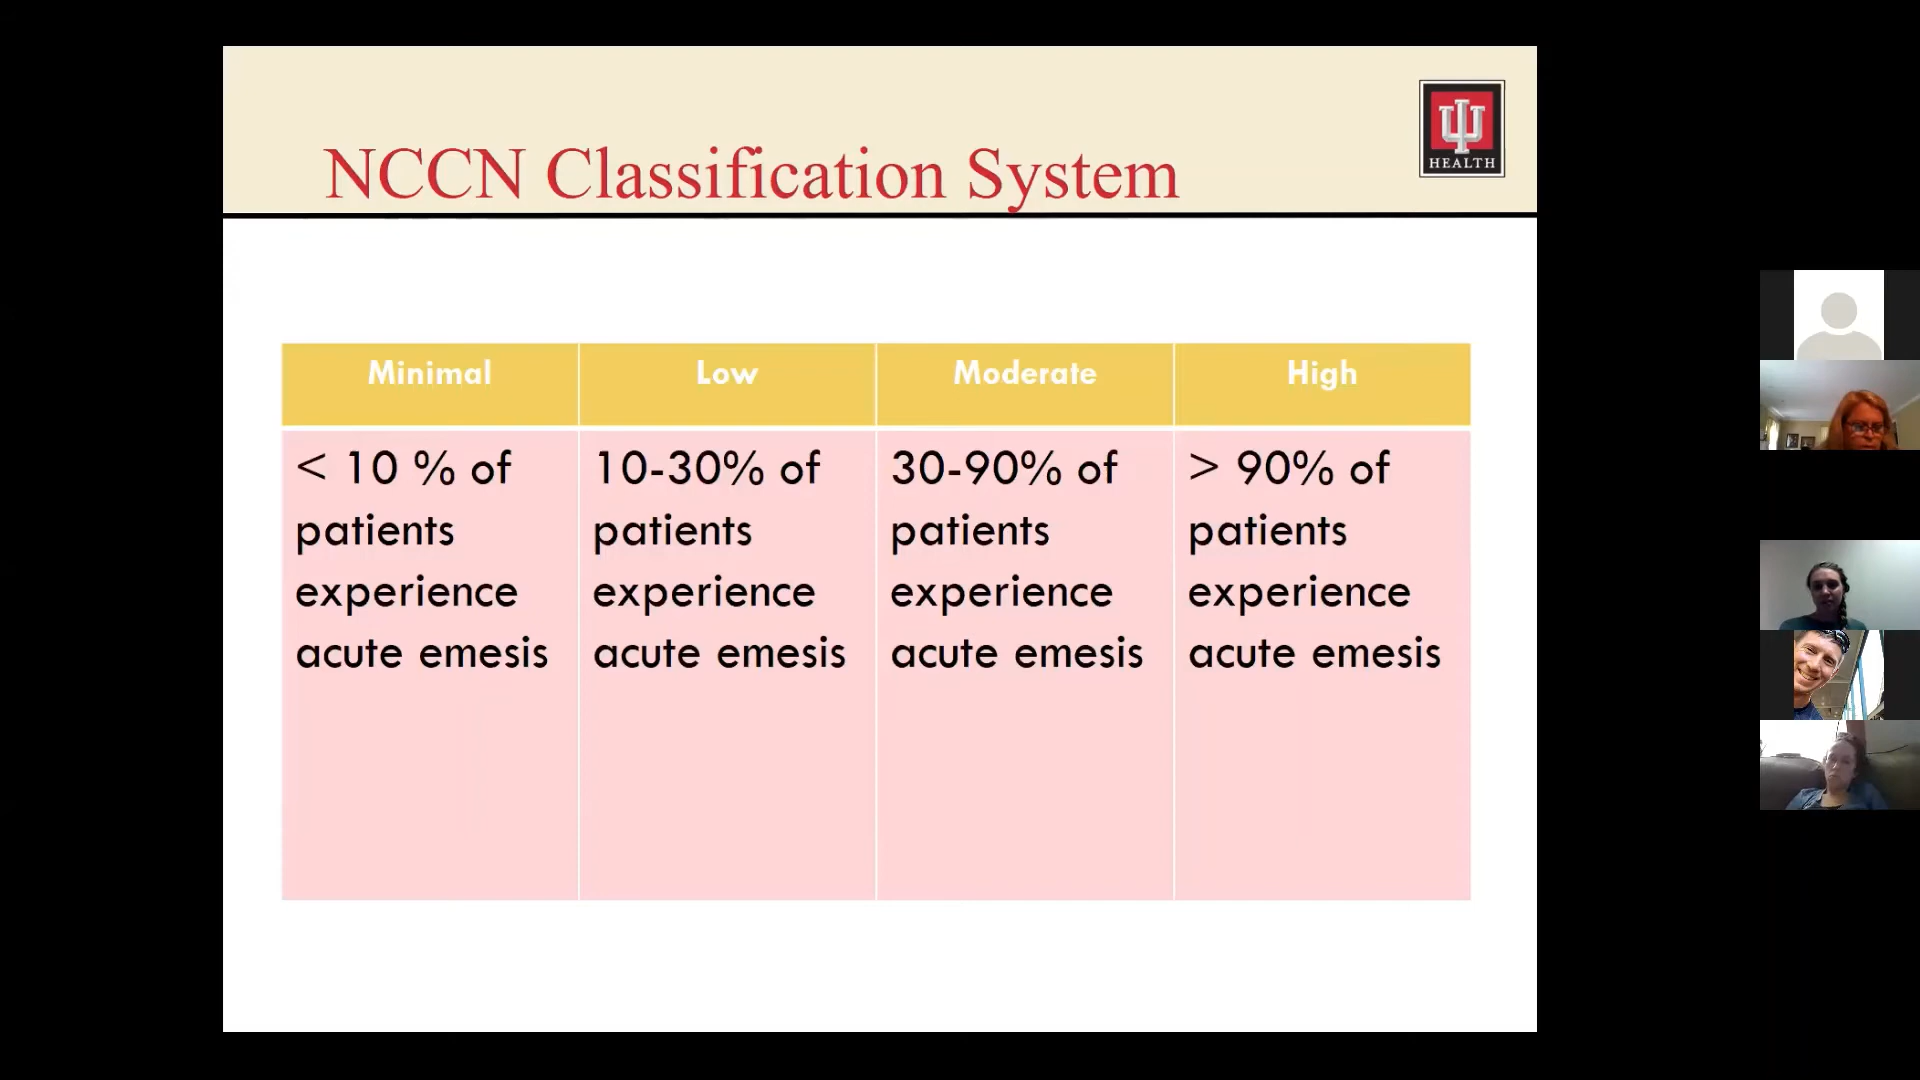 NCCN Classification System
HEALTH
Minimal
Low
Moderate
High
< 10 % of
patients
experience
acute emesis
10-30% of
patients
experience
acute emesis
30-90% of
patients
experience
acute emesis
> 90% of
patients
experience
acute emesis